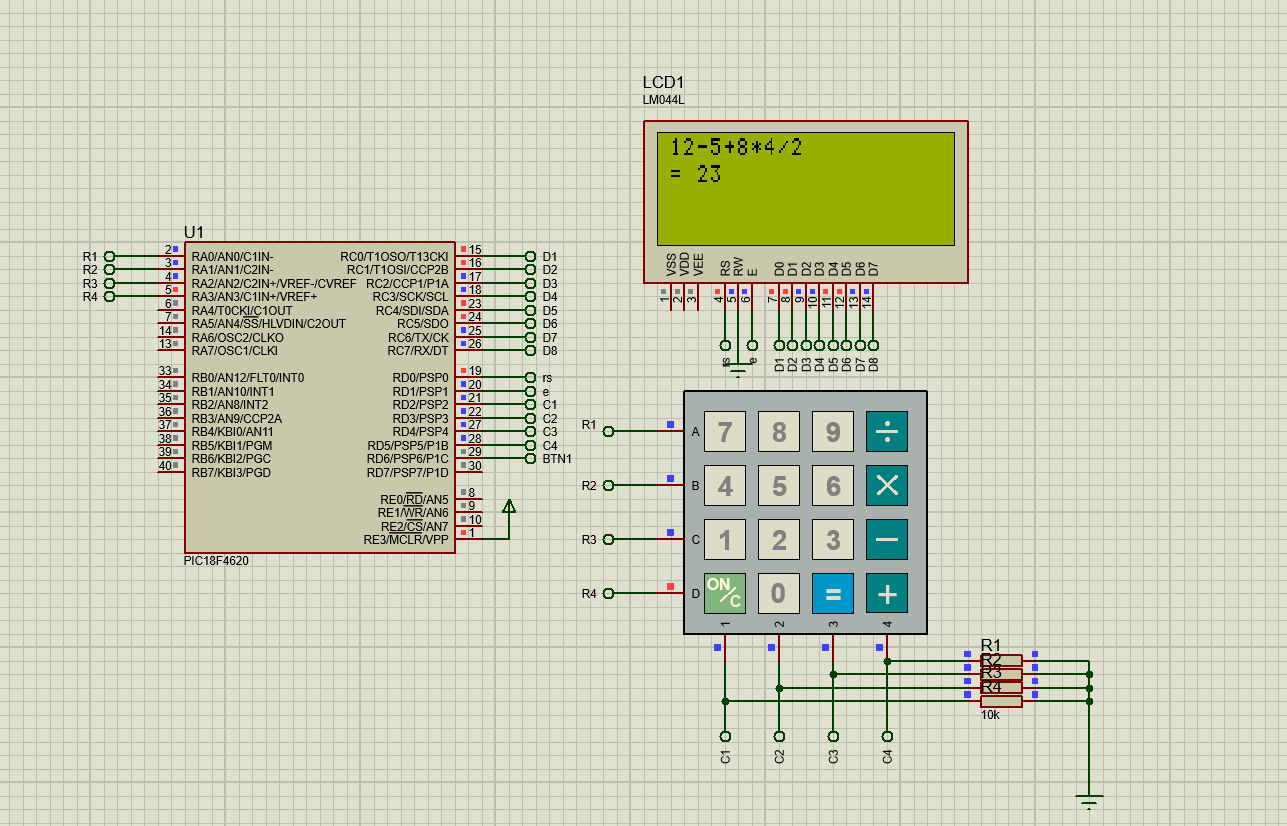 LCD1
LM044L
12-5+8*4/2
= 23
VSS VDD VEE RS RW E D0 D1 D2 D3 D4 D5 D6 D7
1 2 3 4 5 6 7 8 9 10 11 12 13 14
rs e D1 D2 D3 D4 D5 D6 D7 D8
U1
R1 2 RA0/AN0/C1IN- RC0/T1OSO/T13CKI 15 D1
R2 3 RA1/AN1/C2IN- RC1/T1OSI/CCP2B 16 D2
R3 4 RA2/AN2/C2IN+/VREF-/CVREF RC2/CCP1/P1A 17 D3
R4 5 RA3/AN3/C1IN+/VREF+ RC3/SCK/SCL 18 D4
6 RA4/T0CKI/C1OUT RC4/SDI/SDA 23 D5
7 RA5/AN4/SS/HLVDIN/C2OUT RC5/SDO 24 D6
14 RA6/OSC2/CLKO RC6/TX/CK 25 D7
13 RA7/OSC1/CLKI RC7/RX/DT 26 D8
33 RB0/AN12/FLT0/INT0 RD0/PSP0 19 rs
34 RB1/AN10/INT1 RD1/PSP1 20 e
35 RB2/AN8/INT2 RD2/PSP2 21 C1
36 RB3/AN9/CCP2A RD3/PSP3 22 C2
37 RB4/KBI0/AN11 RD4/PSP4 27 C3
38 RB5/KBI1/PGM RD5/PSP5/P1B 28 C4
39 RB6/KBI2/PGC RD6/PSP6/P1C 29 BTN1
40 RB7/KBI3/PGD RD7/PSP7/P1D 30
RE0/RD/AN5 8
RE1/WR/AN6 9
RE2/CS/AN7 10
RE3/MCLR/VPP 1
PIC18F4620
R1 A 7 8 9 ÷
R2 B 4 5 6 ×
R3 C 1 2 3 −
R4 D ON/C 0 = +
1 2 3 4
R1
R2
R3
R4
10k
C1 C2 C3 C4